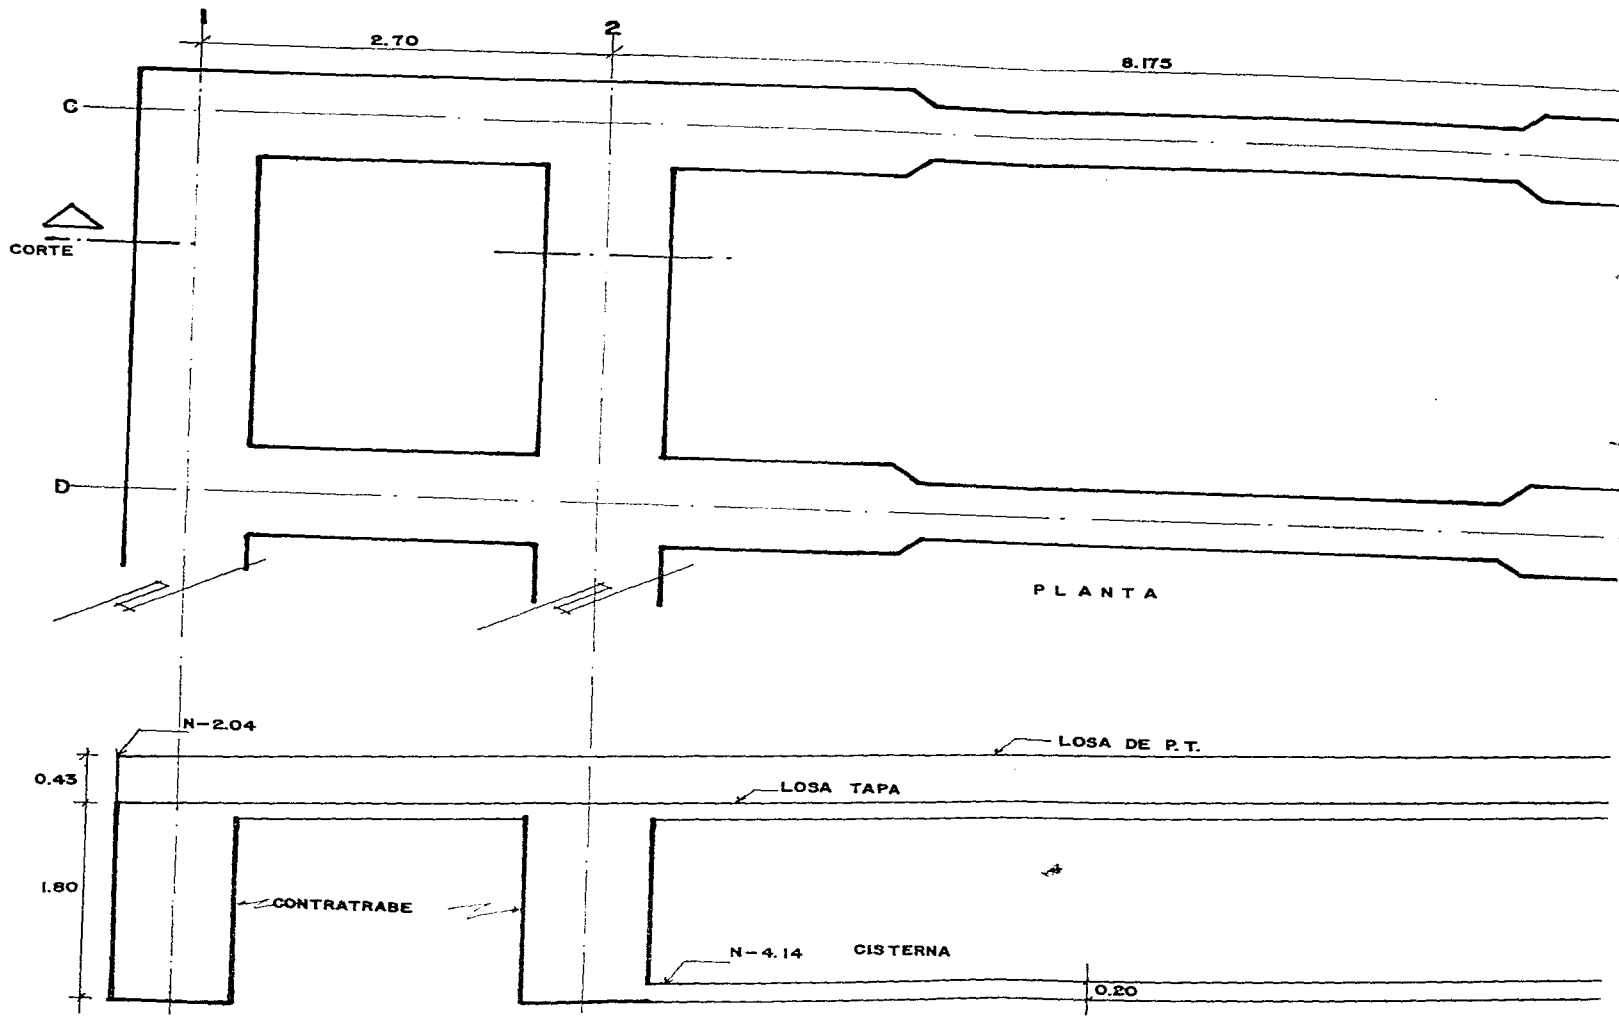 1
2
2.70
8.175
C
CORTE
D
PLANTA
N-2.04
LOSA DE P.T.
0.43
LOSA TAPA
1.80
CONTRATRABE
N-4.14 CISTERNA
0.20